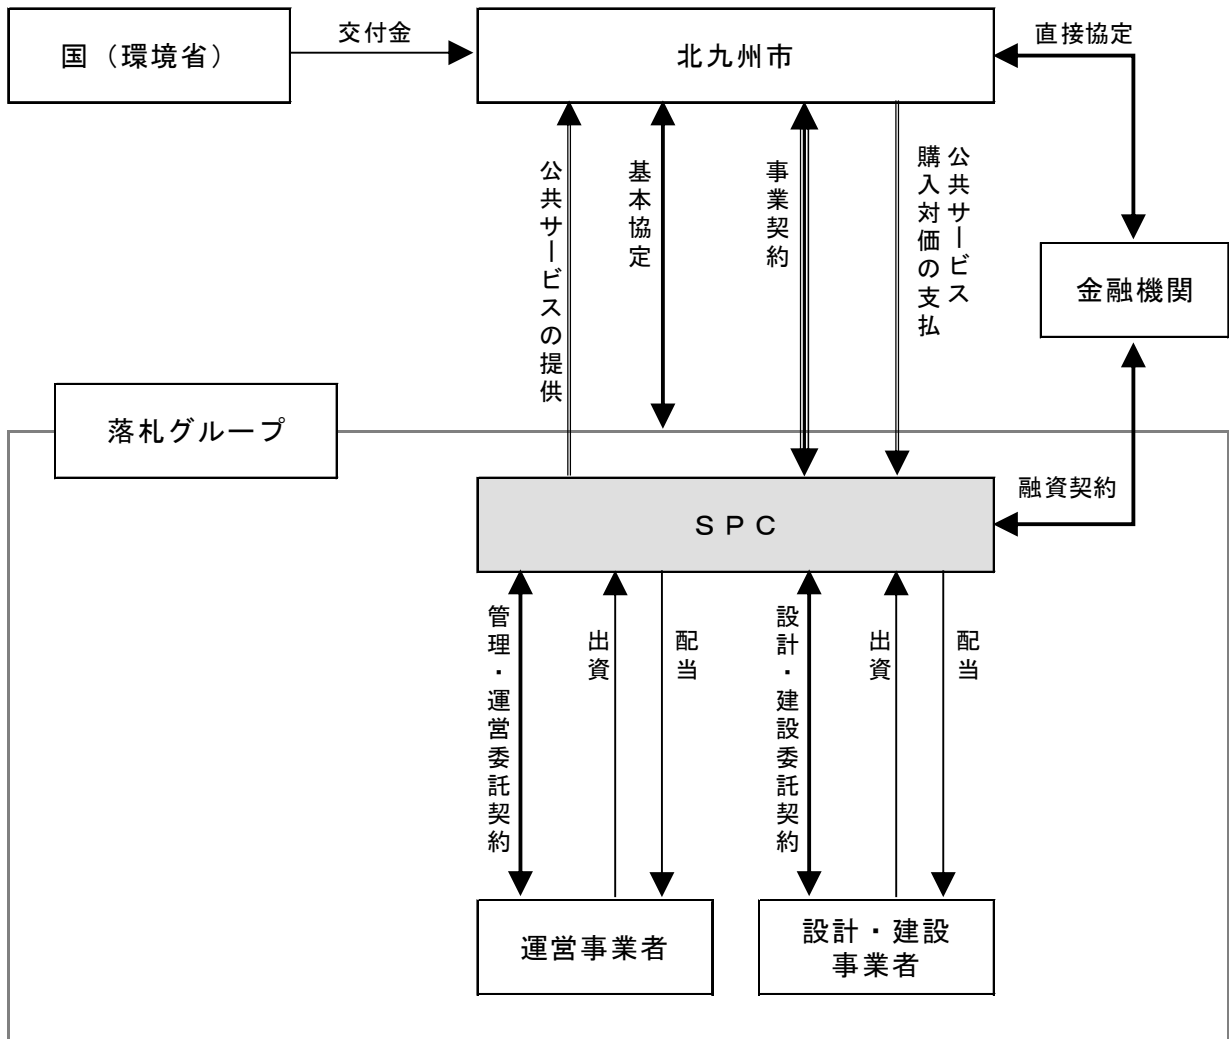 国（環境省）
交付金
北九州市
直接協定
公共サービスの提供
基本協定
事業契約
公共サービス
購入対価の支払
金融機関
落札グループ
ＳＰＣ
融資契約
管理・運営委託契約
出資
配当
設計・建設委託契約
出資
配当
運営事業者
設計・建設
事業者